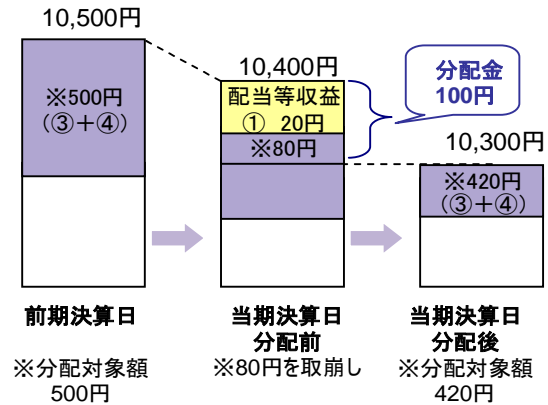 10,500円
※500円
(③+④)
10,400円
配当等収益
① 20円
※80円
分配金
100円
10,300円
※420円
(③+④)
前期決算日
※分配対象額
500円
当期決算日
分配前
※80円を取崩し
当期決算日
分配後
※分配対象額
420円